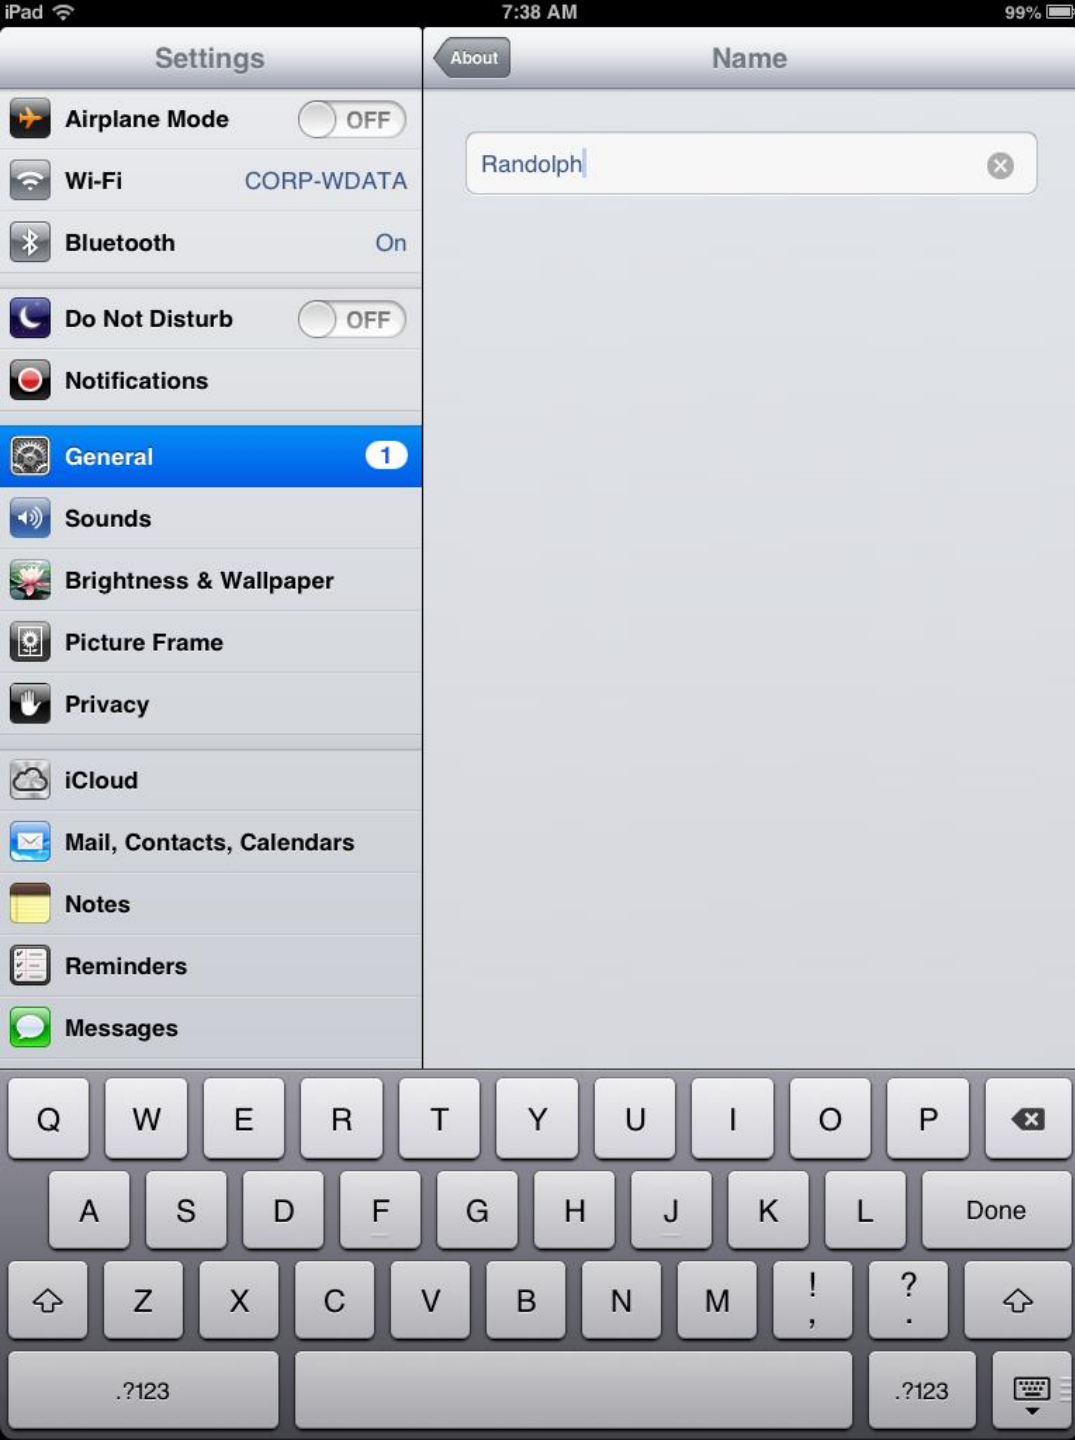 iPad 7:38 AM 99%
Settings
About Name
Airplane Mode OFF
Randolph
Wi-Fi CORP-WDATA
Bluetooth On
Do Not Disturb OFF
Notifications
General 1
Sounds
Brightness & Wallpaper
Picture Frame
Privacy
iCloud
Mail, Contacts, Calendars
Notes
Reminders
Messages
Q W E R T Y U I O P
A S D F G H J K L Done
Z X C V B N M ! , ? .
.?123 .?123